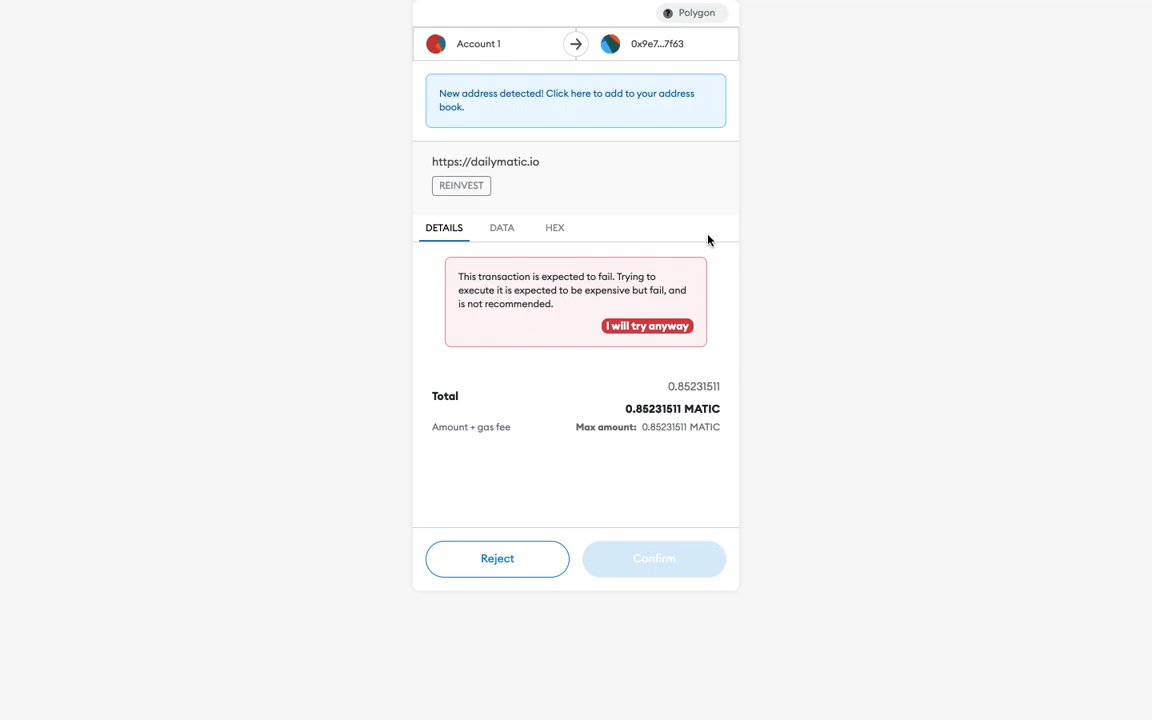 Polygon
Account 1
0x9e7...7f63
New address detected! Click here to add to your address
book.
https://dailymatic.io
REINVEST
DETAILS DATA HEX
This transaction is expected to fail. Trying to
execute it is expected to be expensive but fail, and
is not recommended.
I will try anyway
0.85231511
Total
0.85231511 MATIC
Amount + gas fee Max amount: 0.85231511 MATIC
Reject Confirm